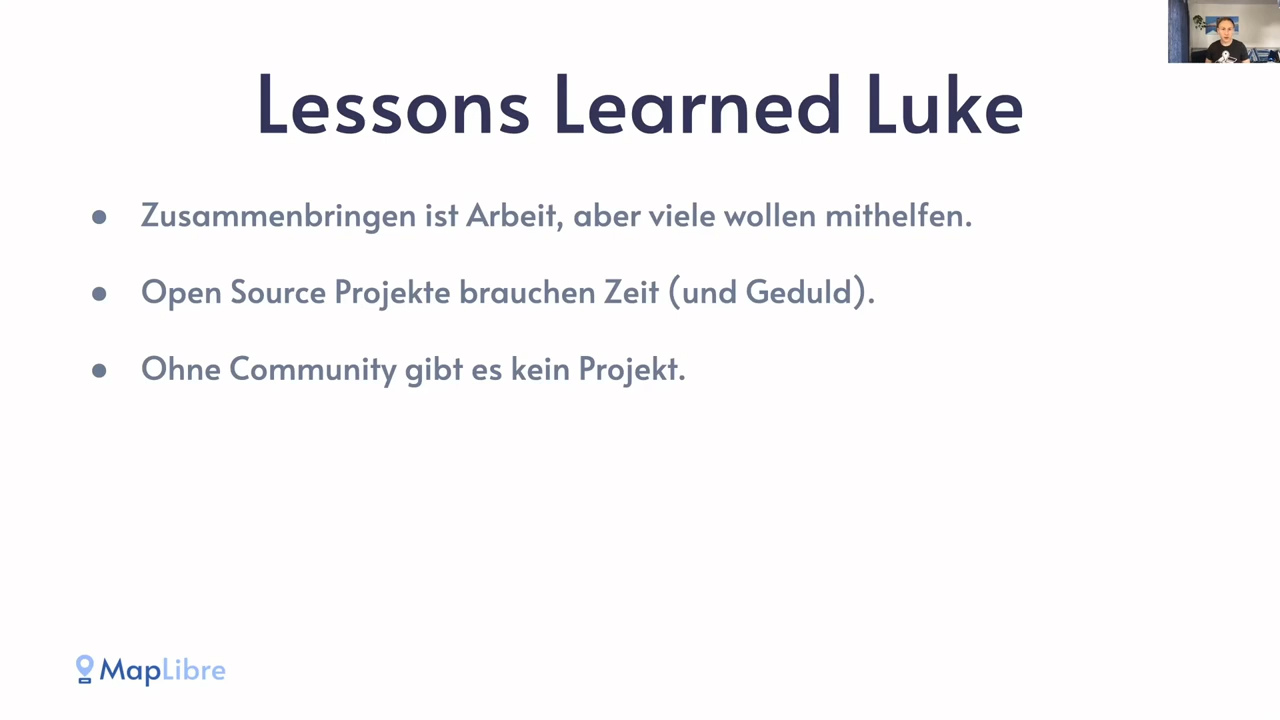 Lessons Learned Luke
● Zusammenbringen ist Arbeit, aber viele wollen mithelfen.
● Open Source Projekte brauchen Zeit (und Geduld).
● Ohne Community gibt es kein Projekt.
MapLibre